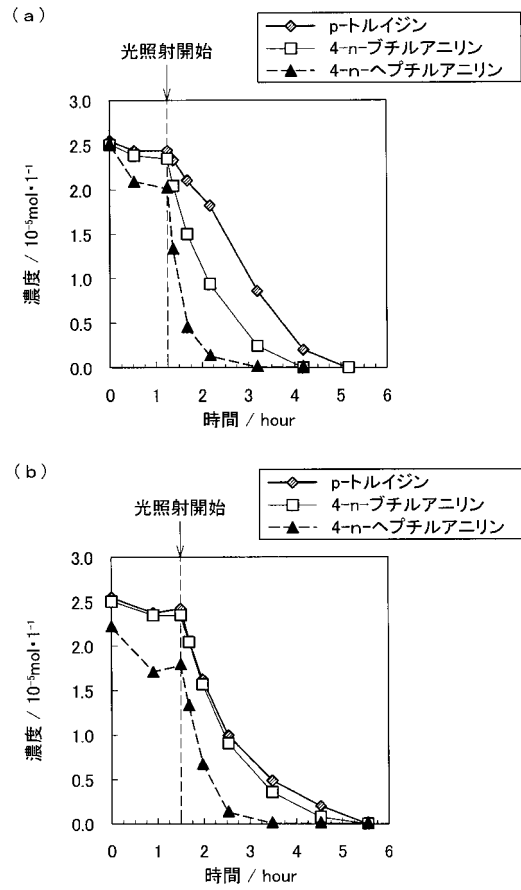 (a)
p-トルイジン
4-n-ブチルアニリン
4-n-ヘプチルアニリン
光照射開始
3.0
2.5
2.0
1.5
1.0
0.5
0.0
濃度 / 10⁻⁵mol・l⁻¹
0 1 2 3 4 5 6
時間 / hour
(b)
p-トルイジン
4-n-ブチルアニリン
4-n-ヘプチルアニリン
光照射開始
3.0
2.5
2.0
1.5
1.0
0.5
0.0
濃度 / 10⁻⁵mol・l⁻¹
0 1 2 3 4 5 6
時間 / hour